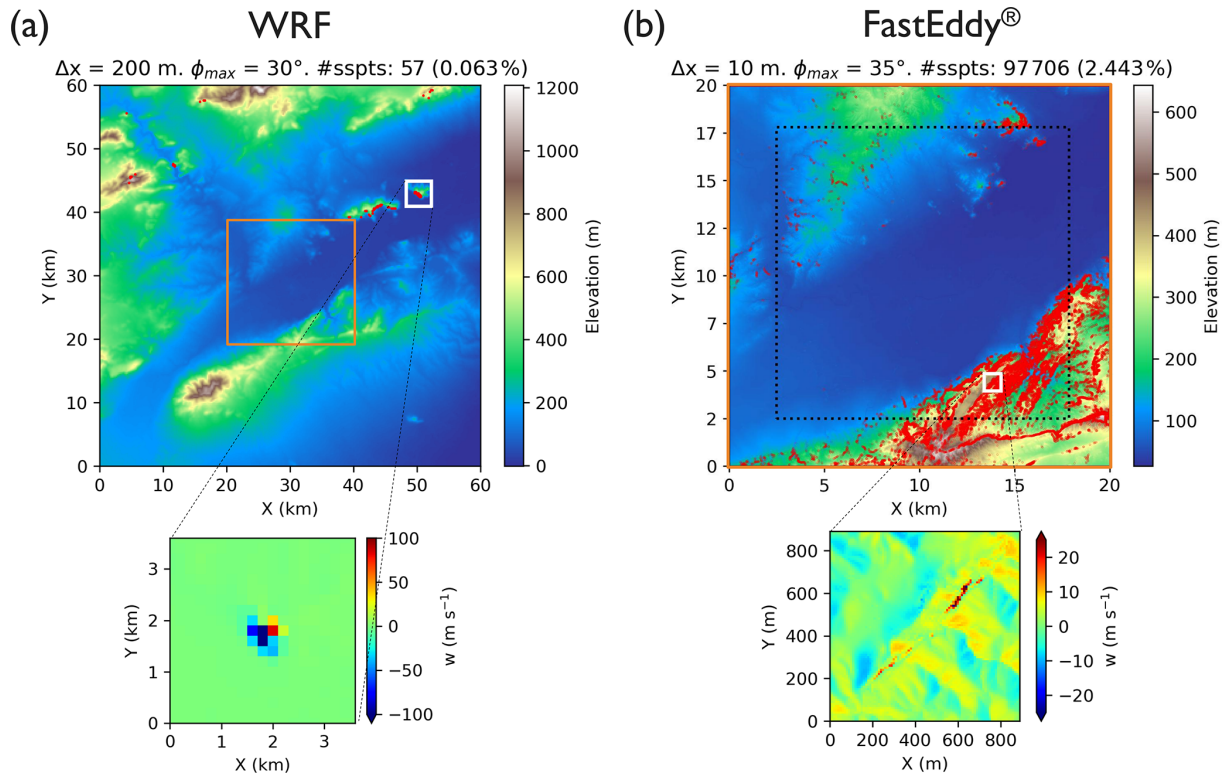 (a) WRF
Δx = 200 m. ϕmax = 30°. #sspts: 57 (0.063%)
60
50
40
30
20
10
0
Y (km)
0 10 20 30 40 50 60
X (km)
1200
1000
800
600
400
200
0
Elevation (m)
3
2
1
0
Y (km)
0 1 2 3
X (km)
100
50
0
−50
−100
w (m s⁻¹)
(b) FastEddy®
Δx = 10 m. ϕmax = 35°. #sspts: 97706 (2.443%)
20
17
15
12
10
7
5
2
0
Y (km)
0 5 10 15 20
X (km)
600
500
400
300
200
100
Elevation (m)
800
600
400
200
0
Y (m)
0 200 400 600 800
X (m)
20
10
0
−10
−20
w (m s⁻¹)